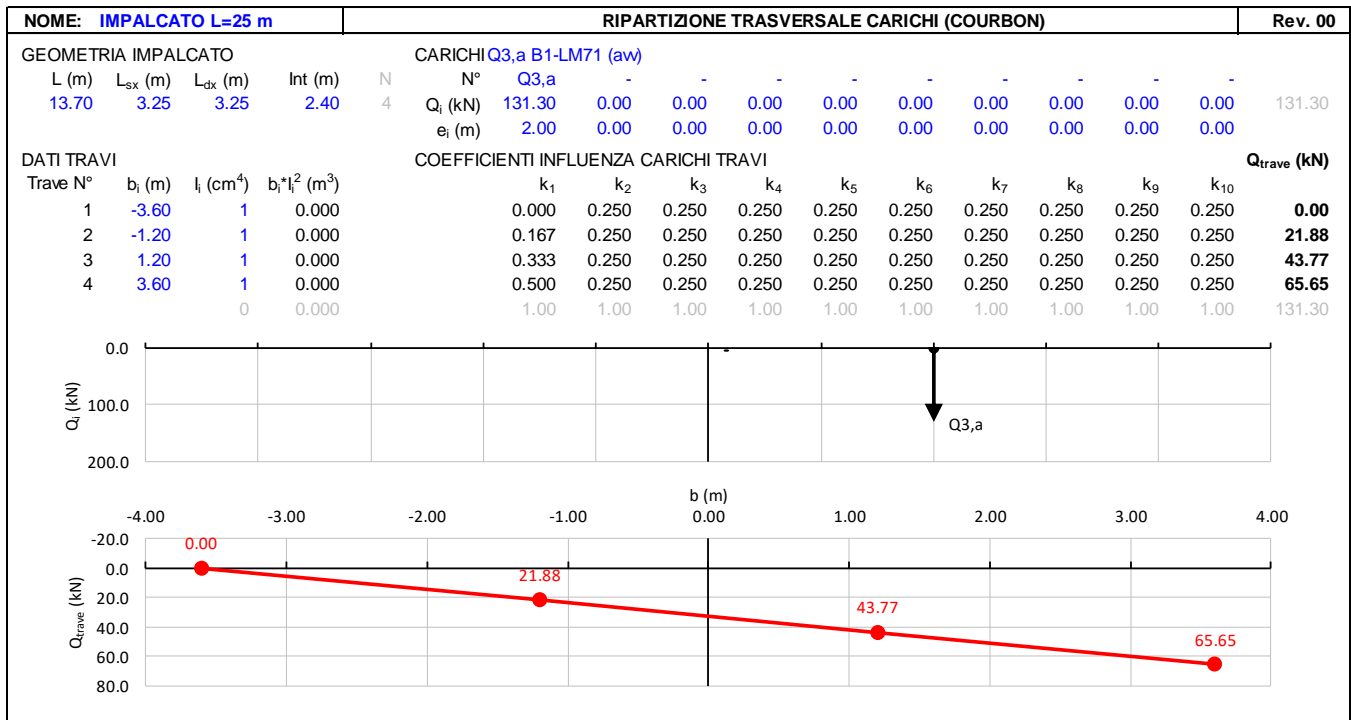 NOME: IMPALCATO L=25 m RIPARTIZIONE TRASVERSALE CARICHI (COURBON) Rev. 00
GEOMETRIA IMPALCATO CARICHI Q3,a B1-LM71 (avv)
L (m) Lsx (m) Ldx (m) Int (m) N N° Q3,a - - - - - - - - -
13.70 3.25 3.25 2.40 4 Qi (kN) 131.30 0.00 0.00 0.00 0.00 0.00 0.00 0.00 0.00 0.00 131.30
ei (m) 2.00 0.00 0.00 0.00 0.00 0.00 0.00 0.00 0.00 0.00
DATI TRAVI COEFFICIENTI INFLUENZA CARICHI TRAVI Qtrave (kN)
Trave N° bi (m) Ii (cm4) bi*Ii2 (m3) k1 k2 k3 k4 k5 k6 k7 k8 k9 k10
1 -3.60 1 0.000 0.000 0.250 0.250 0.250 0.250 0.250 0.250 0.250 0.250 0.250 0.00
2 -1.20 1 0.000 0.167 0.250 0.250 0.250 0.250 0.250 0.250 0.250 0.250 0.250 21.88
3 1.20 1 0.000 0.333 0.250 0.250 0.250 0.250 0.250 0.250 0.250 0.250 0.250 43.77
4 3.60 1 0.000 0.500 0.250 0.250 0.250 0.250 0.250 0.250 0.250 0.250 0.250 65.65
0 0.000 1.00 1.00 1.00 1.00 1.00 1.00 1.00 1.00 1.00 1.00 131.30
0.0
100.0
200.0
Qi (kN)
-
Q3,a
b (m)
-4.00 -3.00 -2.00 -1.00 0.00 1.00 2.00 3.00 4.00
-20.0
0.0
20.0
40.0
60.0
80.0
Qtrave (kN)
0.00
21.88
43.77
65.65